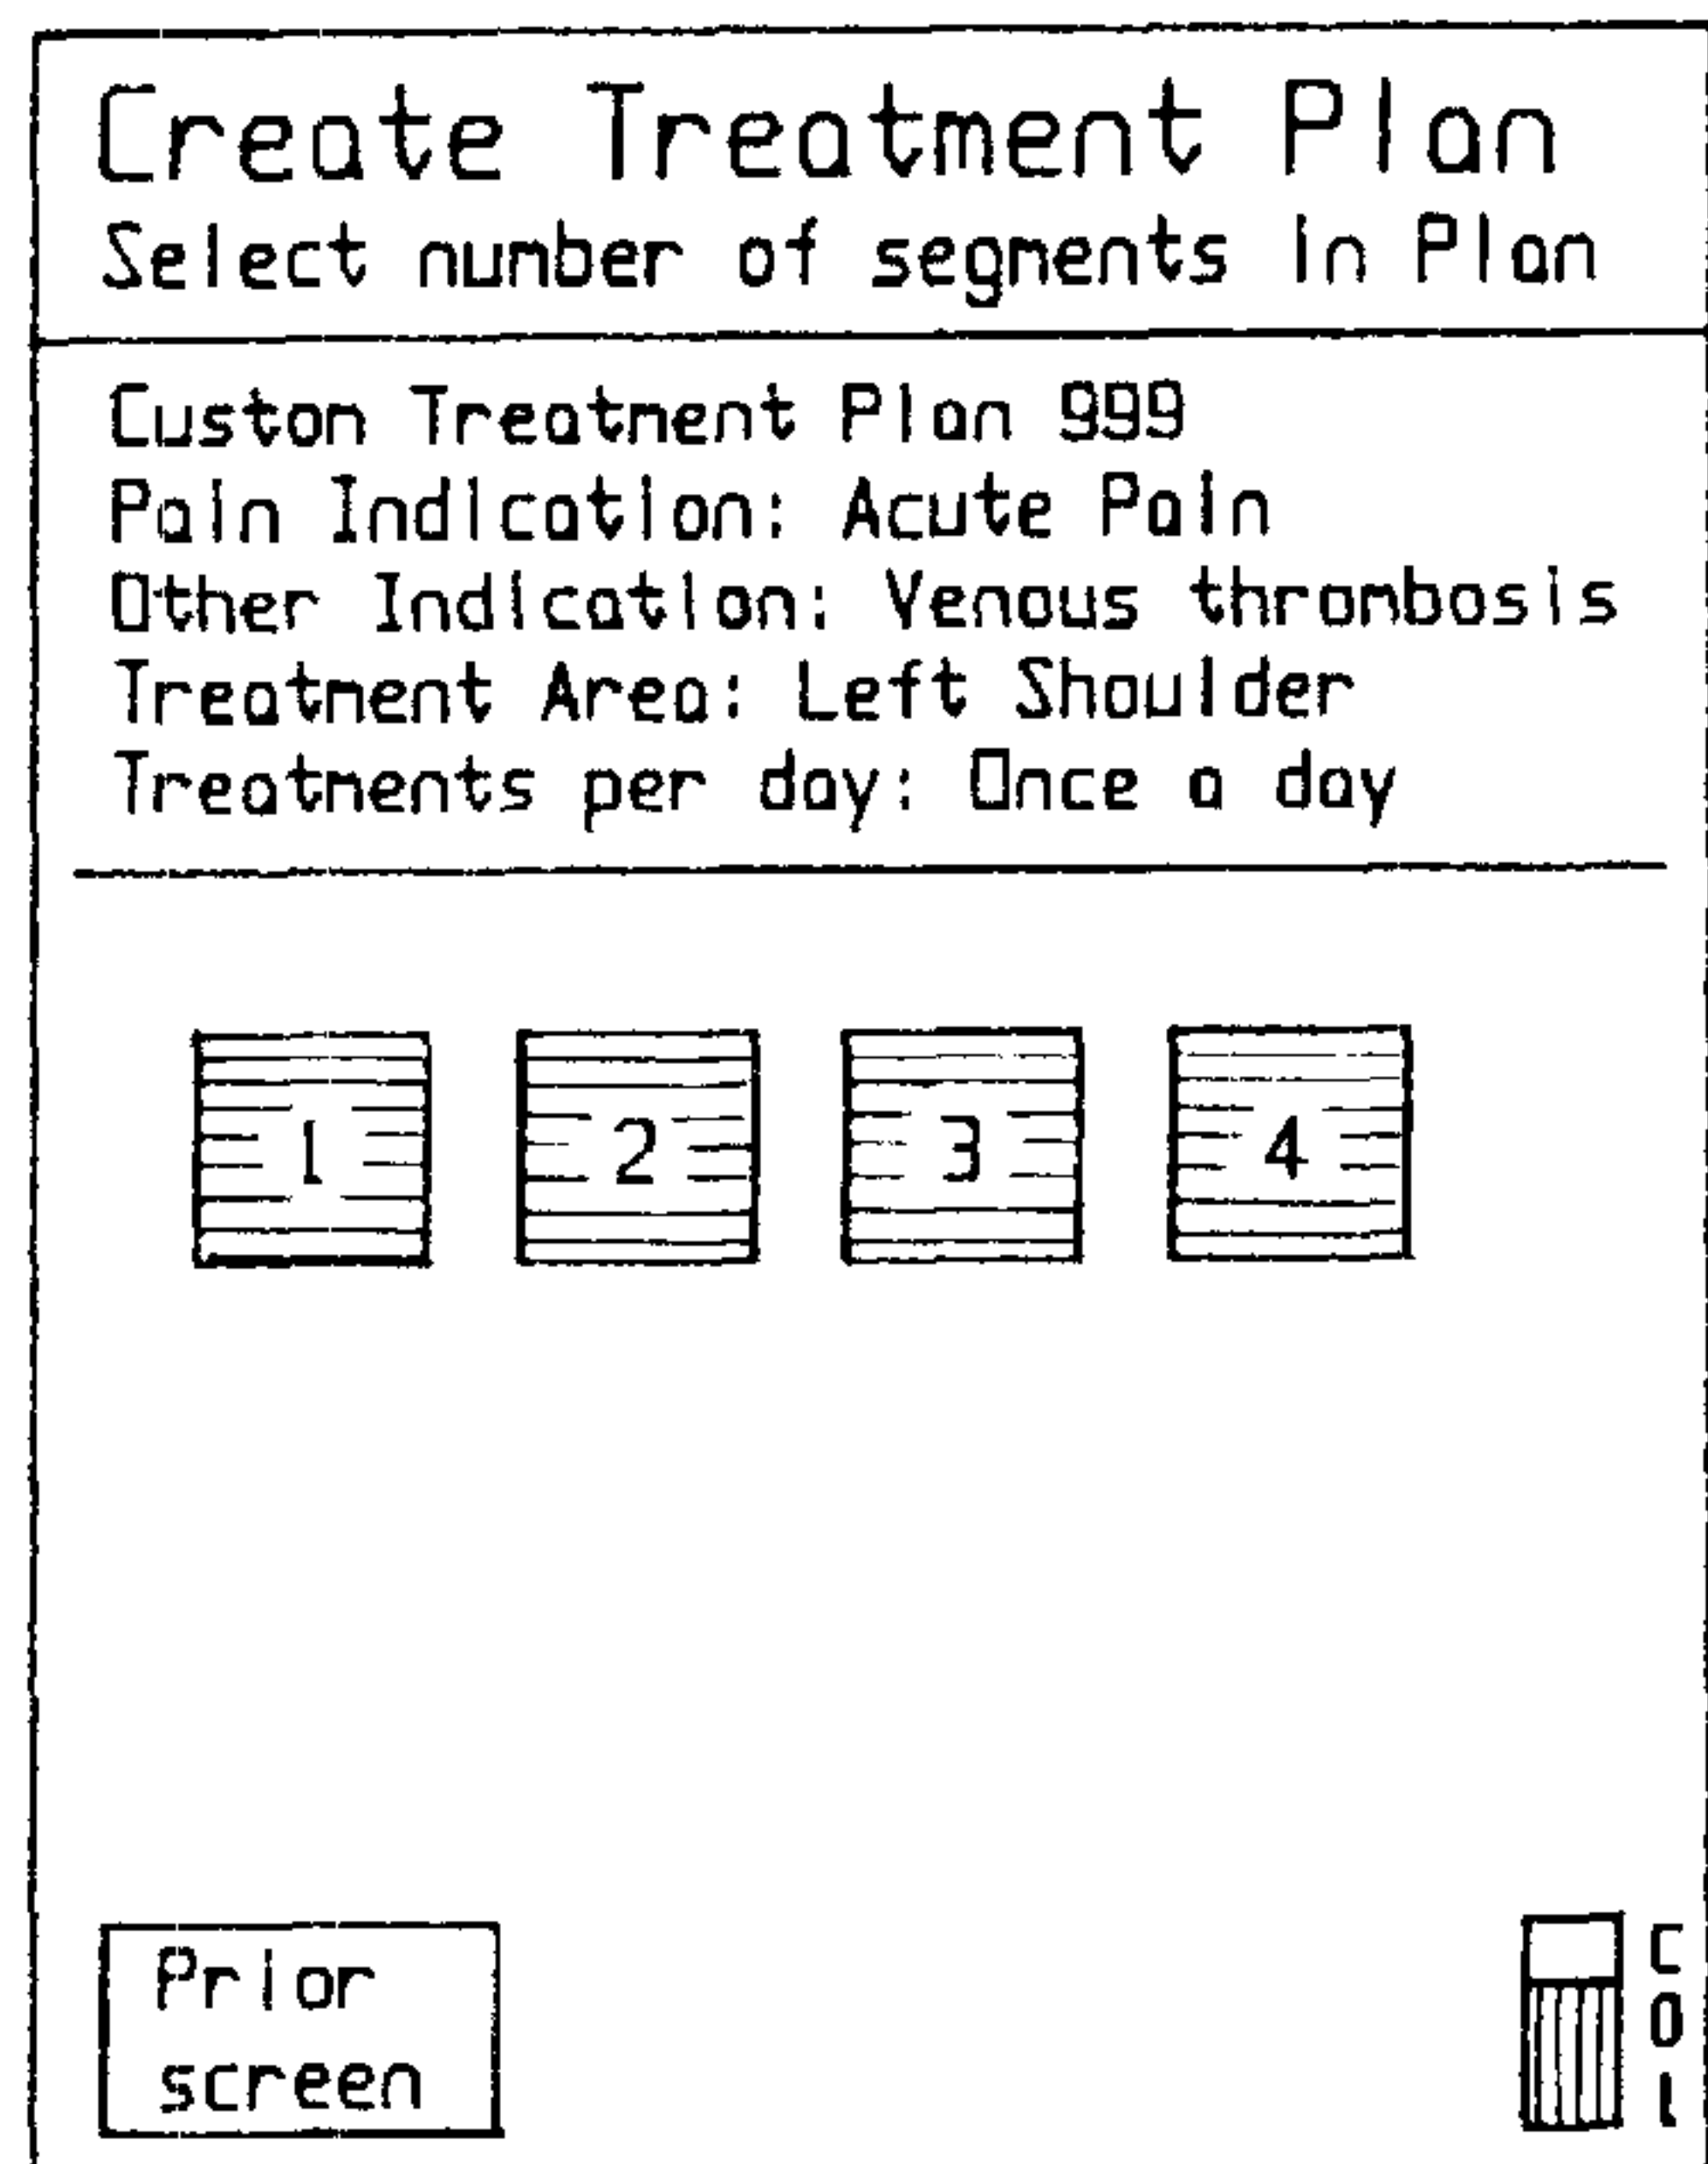 Create Treatment Plan
Select number of segments in Plan
Custom Treatment Plan 999
Pain Indication: Acute Pain
Other Indication: Venous thrombosis
Treatment Area: Left Shoulder
Treatments per day: Once a day
1 2 3 4
Prior
screen
C
o
l